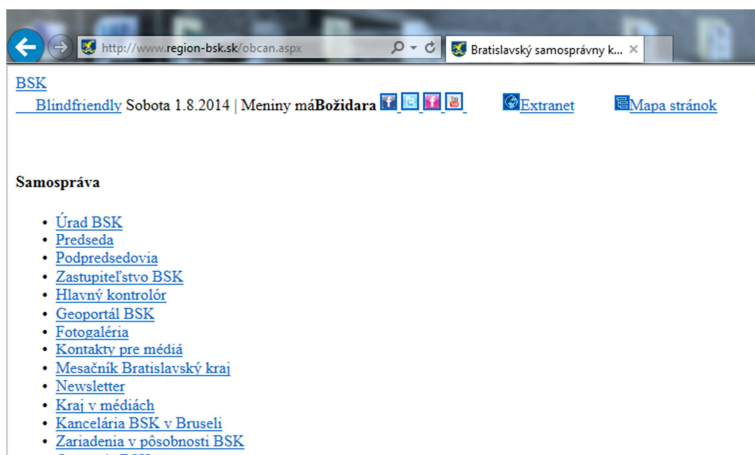 http://www.region-bsk.sk/obcan.aspx
Bratislavský samosprávny k...
BSK
Blindfriendly Sobota 1.8.2014 | Meniny máBožidara Extranet Mapa stránok
Samospráva
• Úrad BSK
• Predseda
• Podpredsedovia
• Zastupiteľstvo BSK
• Hlavný kontrolór
• Geoportál BSK
• Fotogaléria
• Kontakty pre médiá
• Mesačník Bratislavský kraj
• Newsletter
• Kraj v médiách
• Kancelária BSK v Bruseli
• Zariadenia v pôsobnosti BSK